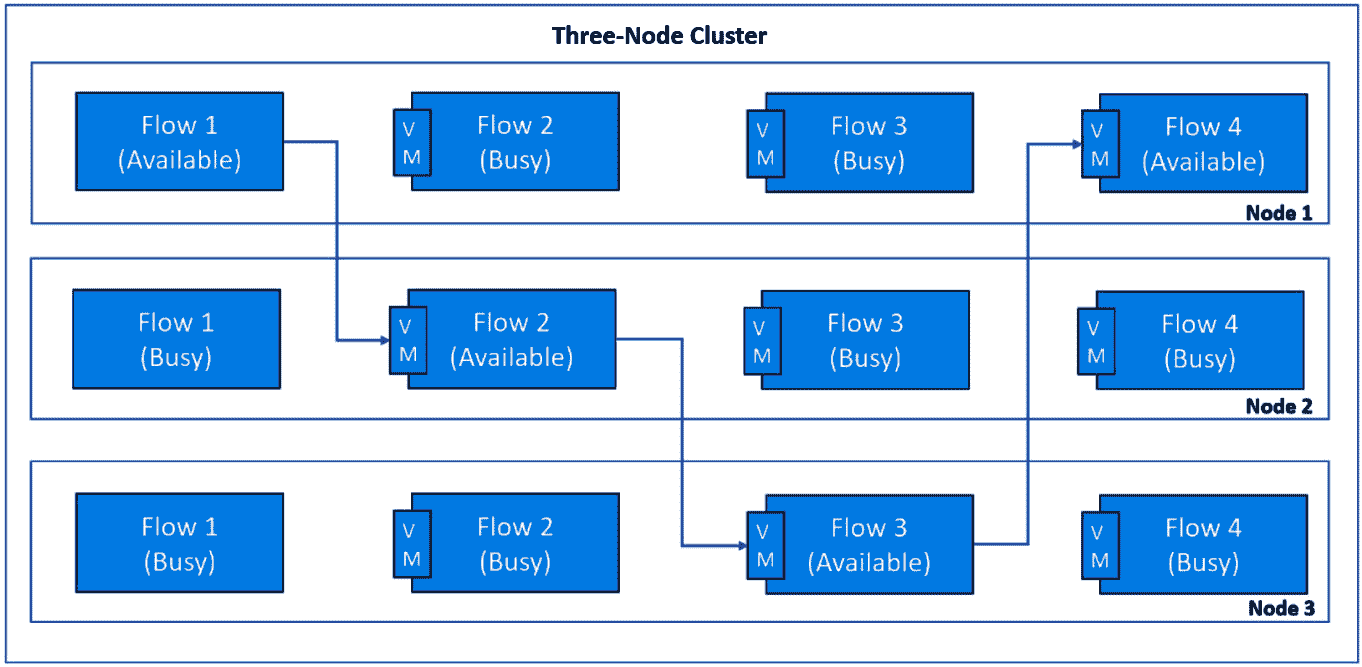 Three-Node Cluster
Flow 1
(Available)
V
M
Flow 2
(Busy)
V
M
Flow 3
(Busy)
V
M
Flow 4
(Available)
Node 1
Flow 1
(Busy)
V
M
Flow 2
(Available)
V
M
Flow 3
(Busy)
V
M
Flow 4
(Busy)
Node 2
Flow 1
(Busy)
V
M
Flow 2
(Busy)
V
M
Flow 3
(Available)
V
M
Flow 4
(Busy)
Node 3